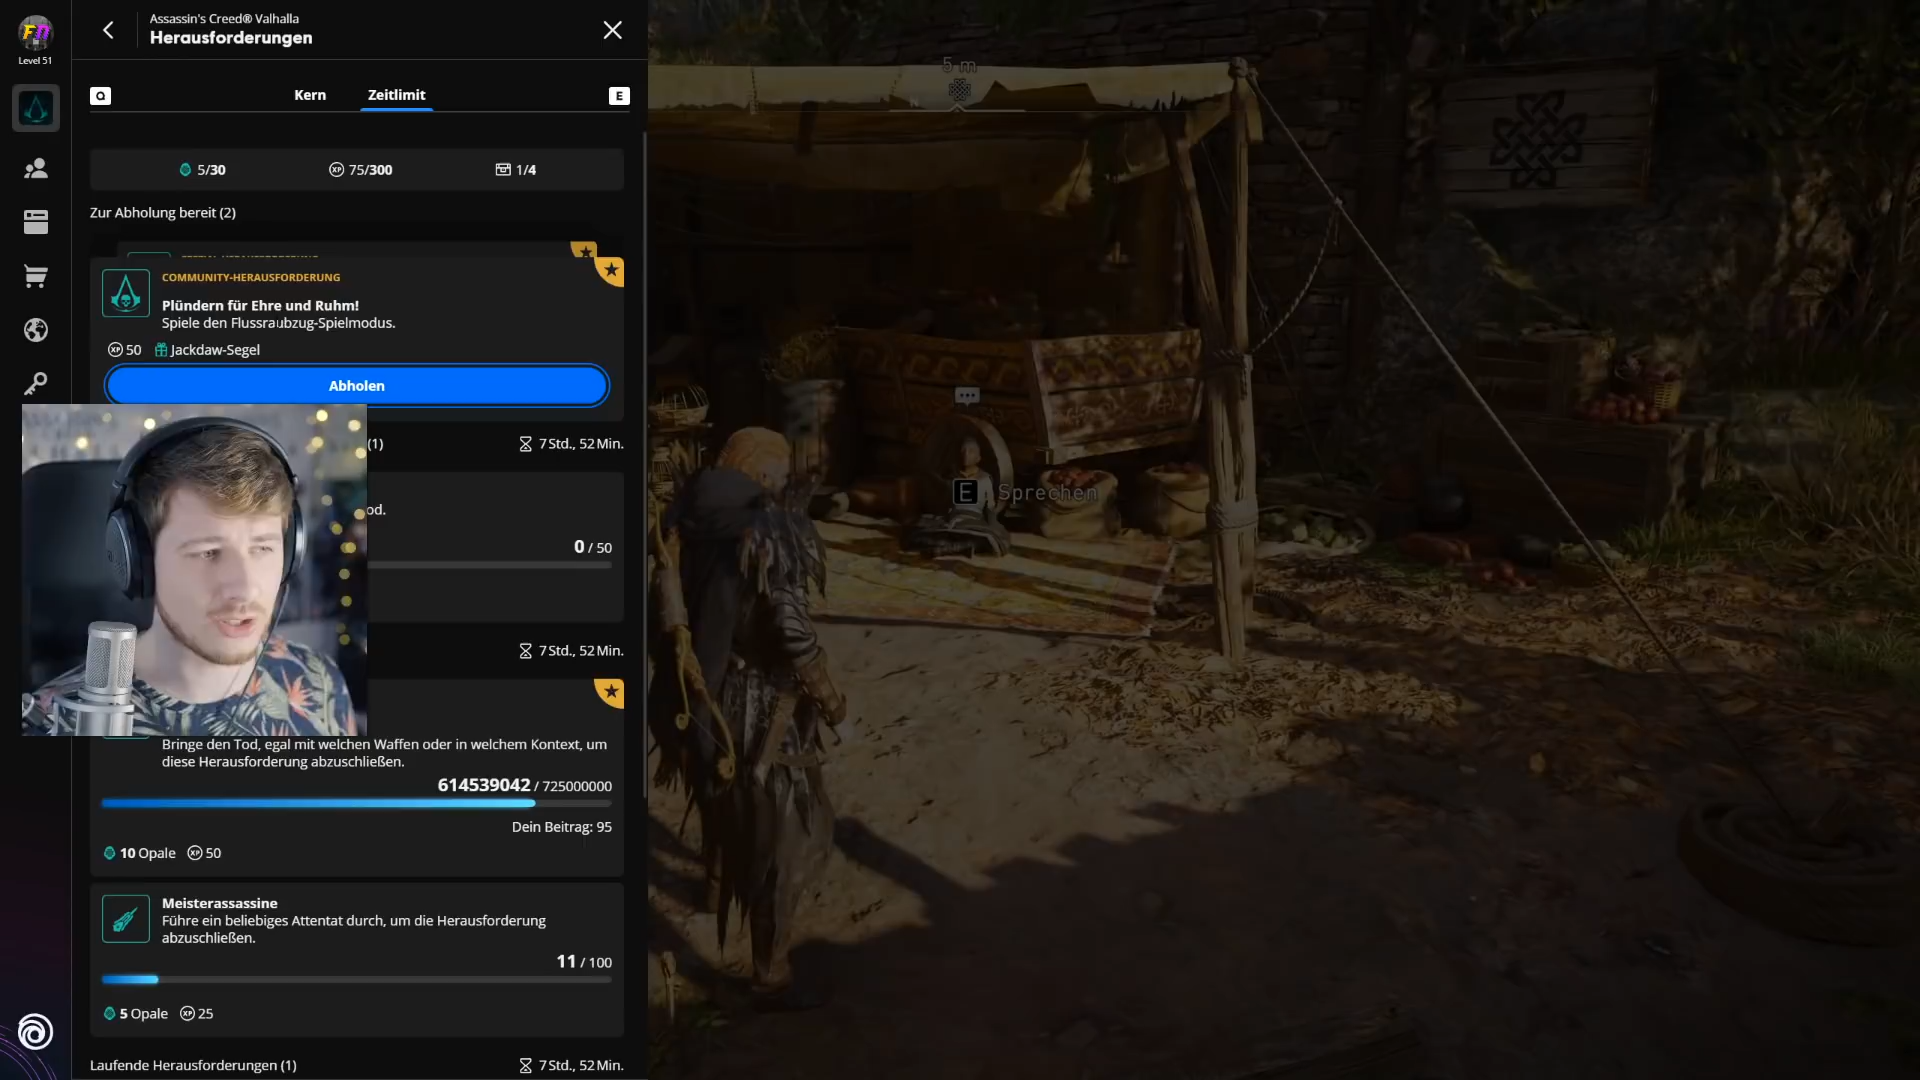 Level 51
Assassin's Creed® Valhalla
Herausforderungen
Q
Kern
Zeitlimit
E
5/30
XP 75/300
1/4
Zur Abholung bereit (2)
COMMUNITY-HERAUSFORDERUNG
Plündern für Ehre und Ruhm!
Spiele den Flussraubzug-Spielmodus.
XP 50 Jackdaw-Segel
Abholen
(1)
7 Std., 52 Min.
od.
0 / 50
7 Std., 52 Min.
Bringe den Tod, egal mit welchen Waffen oder in welchem Kontext, um
diese Herausforderung abzuschließen.
614539042 / 725000000
Dein Beitrag: 95
10 Opale XP 50
Meisterassassine
Führe ein beliebiges Attentat durch, um die Herausforderung
abzuschließen.
11 / 100
5 Opale XP 25
Laufende Herausforderungen (1)
7 Std., 52 Min.
5 m
E Sprechen